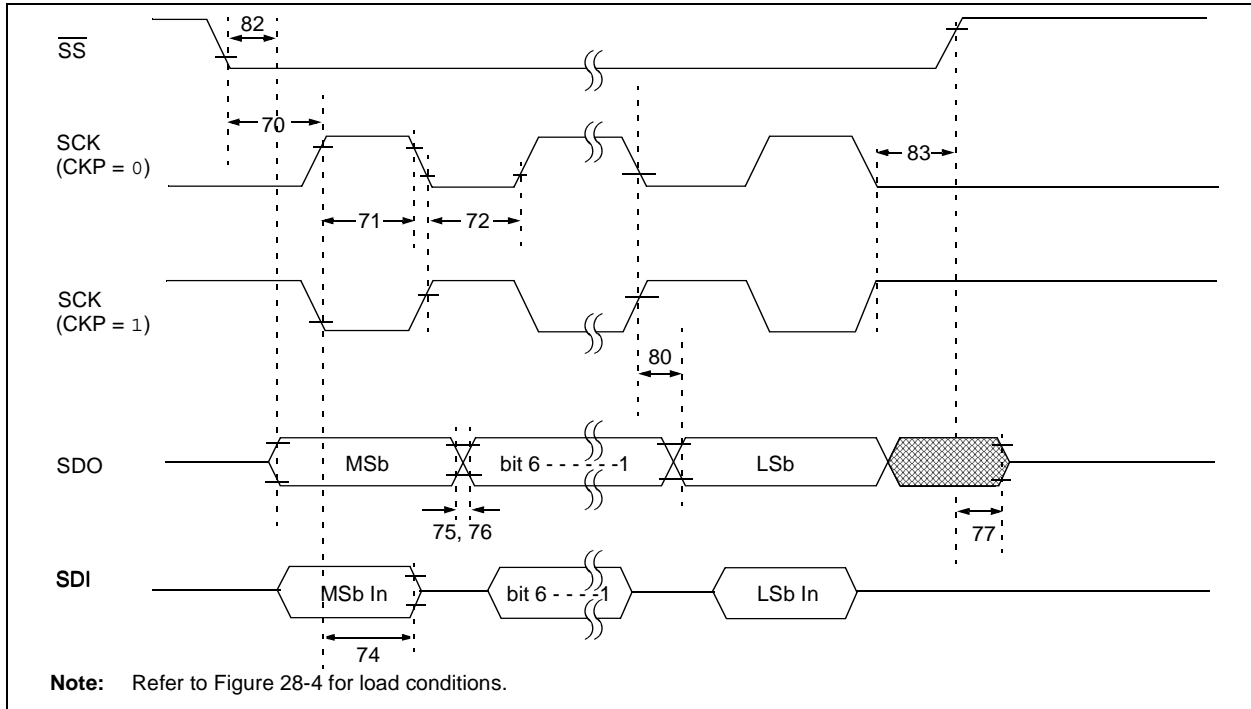 82
SS
70
SCK
(CKP = 0)
83
71
72
SCK
(CKP = 1)
80
SDO
MSb
bit 6 - - - - - -1
LSb
75, 76
77
SDI
MSb In
bit 6 - - - -1
LSb In
74
Note: Refer to Figure 28-4 for load conditions.